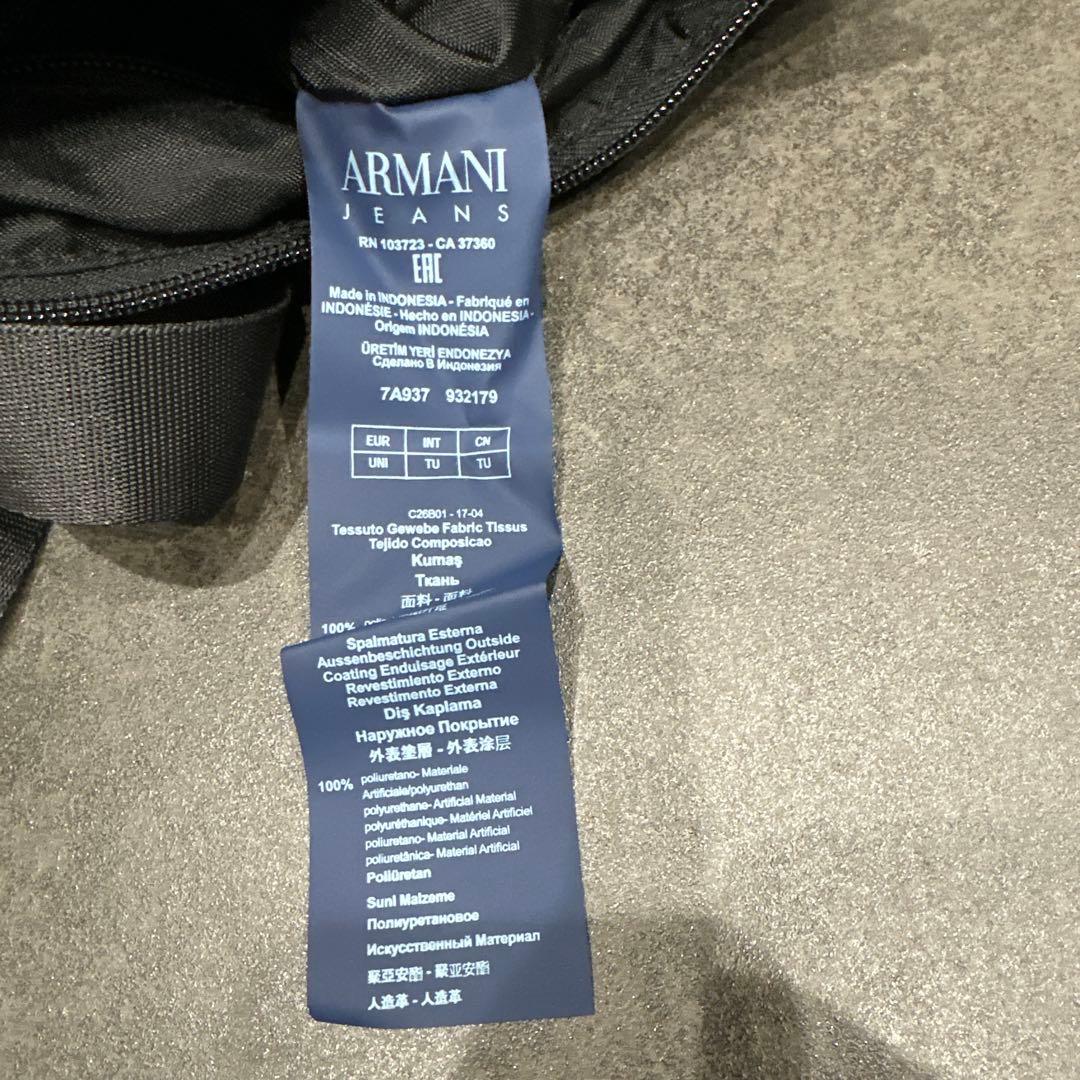 ARMANI
JEANS
RN 103723 - CA 37360
EAC
Made in INDONESIA - Fabriqué en
INDONÉSIE - Hecho en INDONESIA -
Origem INDONÉSIA
ÜRETİM YERİ ENDONEZYA
Сделано В Индонезия
7A937 932179
EUR INT CN
UNI TU TU
C26B01 - 17-04
Tessuto Gewebe Fabric Tissus
Tejido Composicao
Kumaş
Ткань
面料 - 面料
100%
Spalmatura Esterna
Aussenbeschichtung Outside
Coating Enduisage Extérieur
Revestimiento Externo
Revestimento Externa
Diş Kaplama
Наружное Покрытие
外表塗層 - 外表涂层
100% poliuretano- Materiale
Artificiale/polyurethan
polyurethane- Artificial Material
polyuréthanique- Matériel Artificiel
poliuretano- Material Artificial
poliuretânica- Material Artificial
Poliüretan
Suni Malzeme
Полиуретановое
Искусственный Материал
聚亞安酯 - 聚亚安酯
人造革 - 人造革